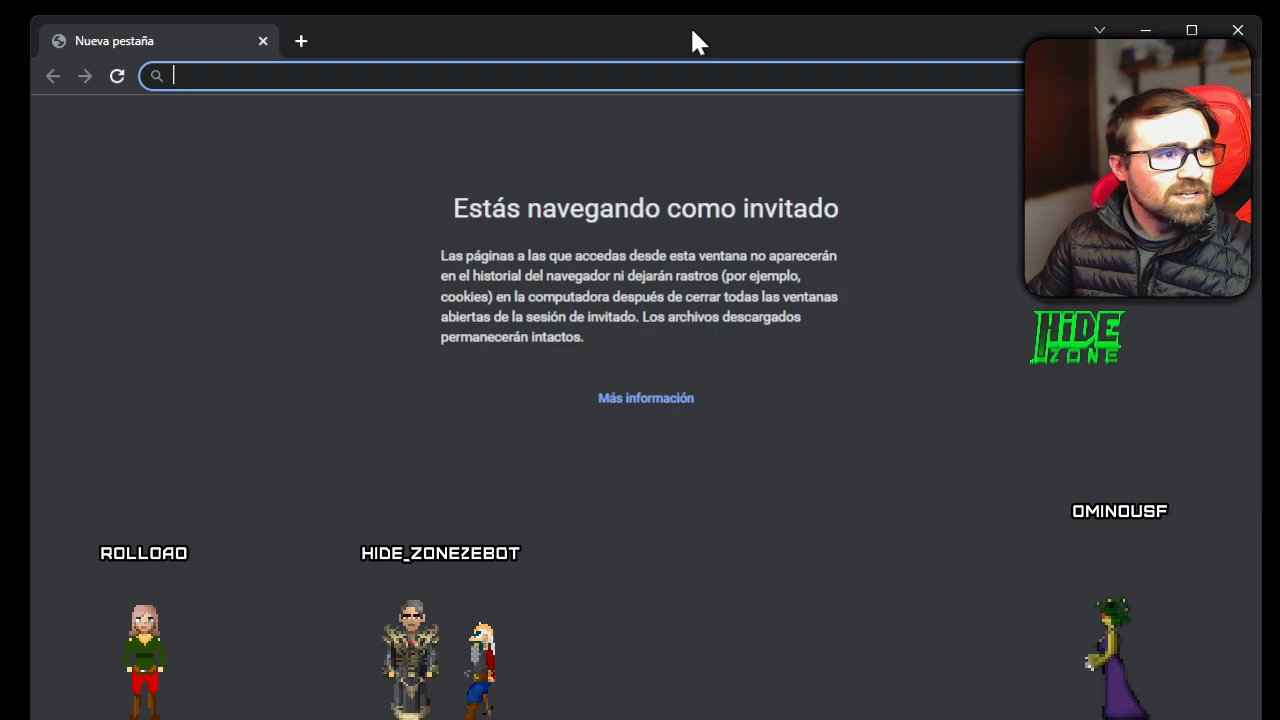 Nueva pestaña
Estás navegando como invitado
Las páginas a las que accedas desde esta ventana no aparecerán
en el historial del navegador ni dejarán rastros (por ejemplo,
cookies) en la computadora después de cerrar todas las ventanas
abiertas de la sesión de invitado. Los archivos descargados
permanecerán intactos.
HiDE
ZONE
Más información
OMINOUSF
ROLLOAO
HIDE_ZONEZEBOT